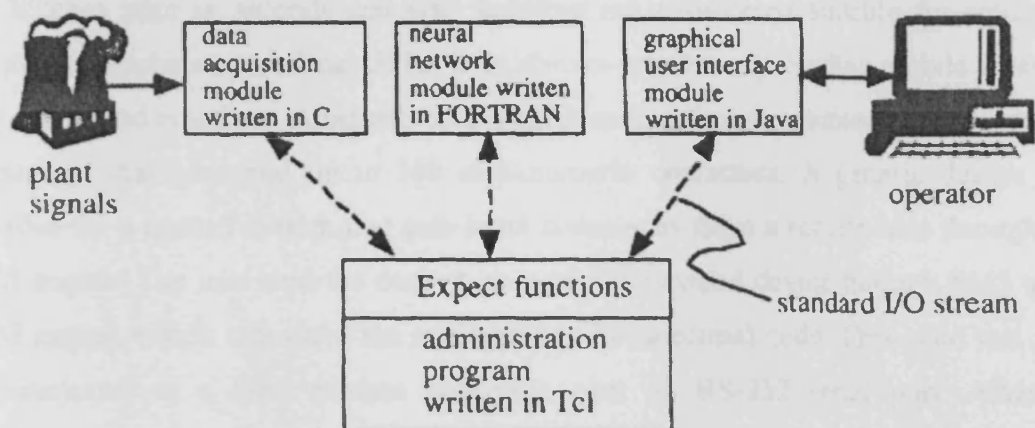 data
acquisition
module
written in C
neural
network
module written
in FORTRAN
graphical
user interface
module
written in Java
plant
signals
operator
Expect functions
standard I/O stream
administration
program
written in Tcl